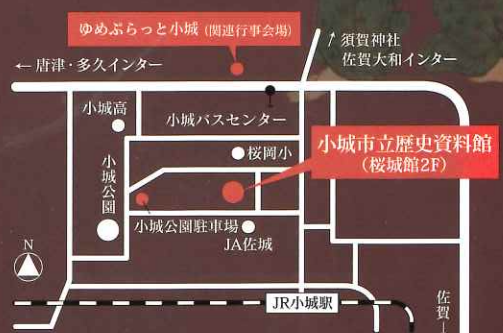 ゆめぷらっと小城(関連行事会場)
↗須賀神社
佐賀大和インター
←唐津・多久インター
小城高
小城バスセンター
桜岡小
小城市立歴史資料館
(桜城館2F)
小城公園
小城公園駐車場
JA佐城
N
JR小城駅
佐賀→